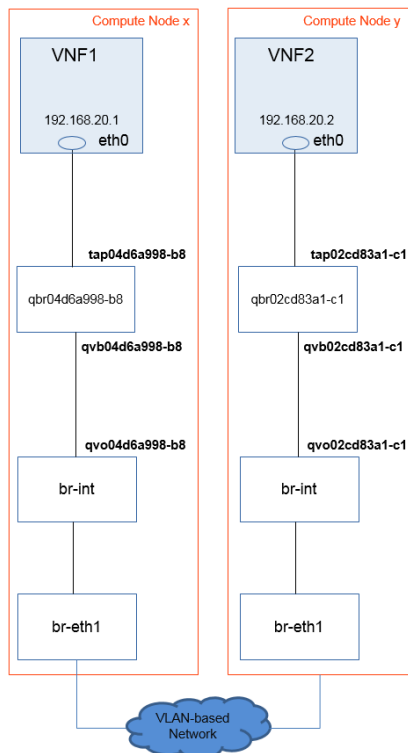 Compute Node x
VNF1
192.168.20.1
eth0
tap04d6a998-b8
qbr04d6a998-b8
qvb04d6a998-b8
qvo04d6a998-b8
br-int
br-eth1
Compute Node y
VNF2
192.168.20.2
eth0
tap02cd83a1-c1
qbr02cd83a1-c1
qvb02cd83a1-c1
qvo02cd83a1-c1
br-int
br-eth1
VLAN-based
Network